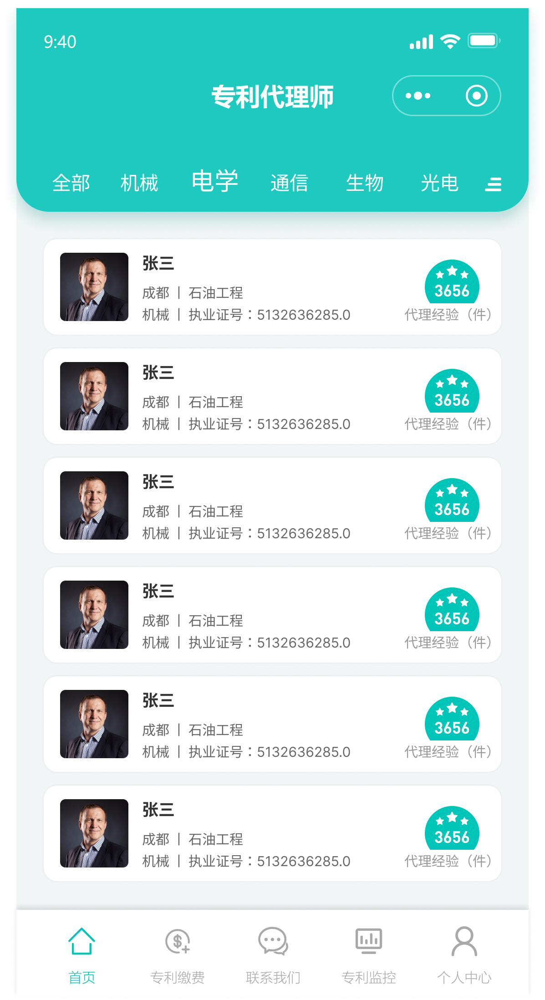 9:40
专利代理师
全部 机械 电学 通信 生物 光电
张三
成都 | 石油工程
机械 | 执业证号：5132636285.0
3656
代理经验（件）
张三
成都 | 石油工程
机械 | 执业证号：5132636285.0
3656
代理经验（件）
张三
成都 | 石油工程
机械 | 执业证号：5132636285.0
3656
代理经验（件）
张三
成都 | 石油工程
机械 | 执业证号：5132636285.0
3656
代理经验（件）
张三
成都 | 石油工程
机械 | 执业证号：5132636285.0
3656
代理经验（件）
张三
成都 | 石油工程
机械 | 执业证号：5132636285.0
3656
代理经验（件）
首页 专利缴费 联系我们 专利监控 个人中心